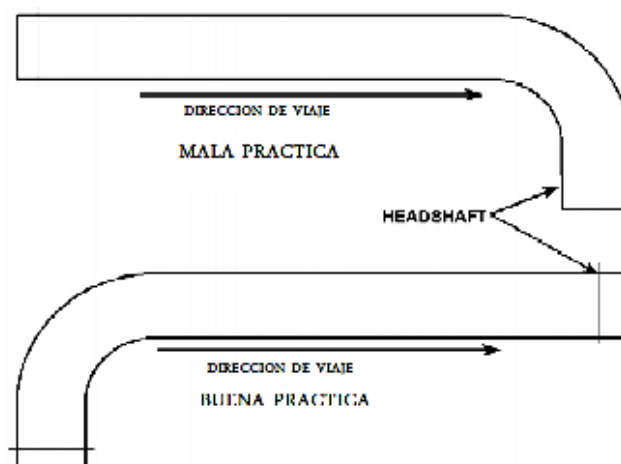 DIRECCION DE VIAJE
MALA PRACTICA
HEADSHAFT
DIRECCION DE VIAJE
BUENA PRACTICA